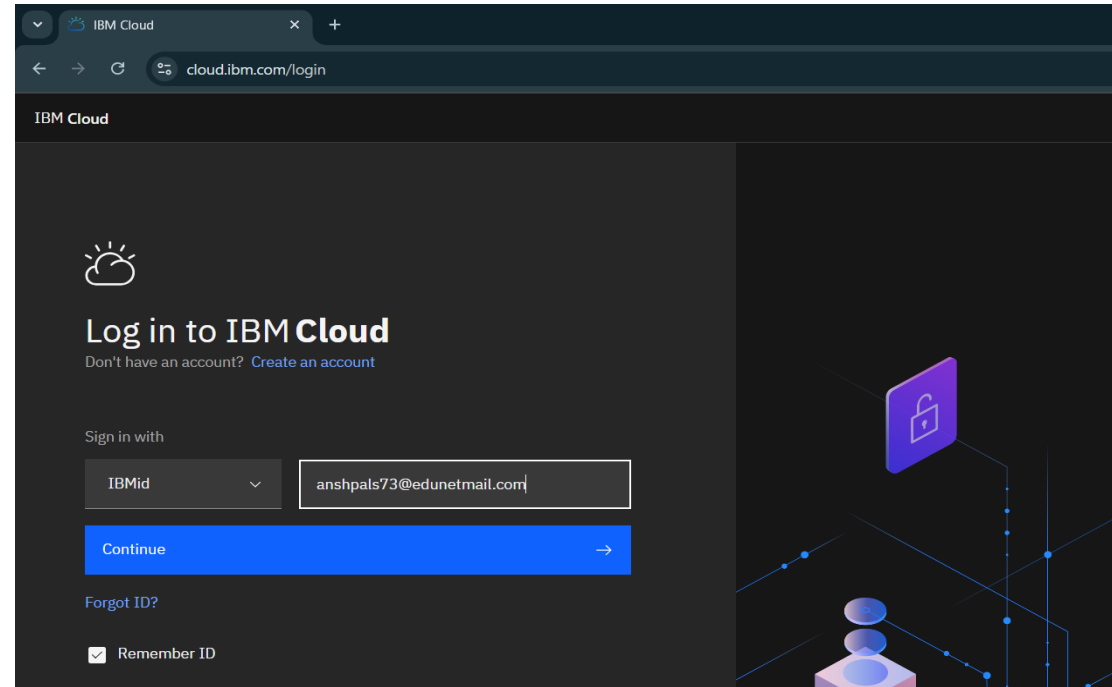 IBM Cloud
cloud.ibm.com/login
IBM Cloud
Log in to IBM Cloud
Don't have an account? Create an account
Sign in with
IBMid
anshpals73@edunetmail.com
Continue
Forgot ID?
Remember ID